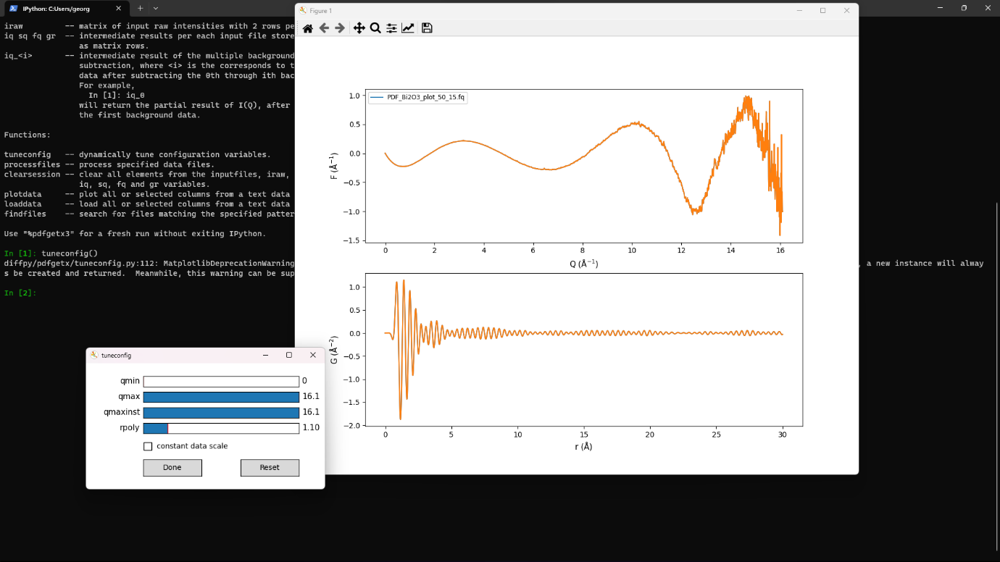 IPython: C:Users/georg
iraw -- matrix of input raw intensities with 2 rows pe
iq sq fq gr -- intermediate results per each input file store
as matrix rows.
iq_<i> -- intermediate result of the multiple background
subtraction, where <i> is the corresponds to t
data after subtracting the 0th through ith bac
For example,
In [1]: iq_0
will return the partial result of I(Q), after
the first background data.
Functions:
tuneconfig -- dynamically tune configuration variables.
processfiles -- process specified data files.
clearsession -- clear all elements from the inputfiles, iraw,
iq, sq, fq and gr variables.
plotdata -- plot all or selected columns from a text data
loaddata -- load all or selected columns from a text data
findfiles -- search for files matching the specified patter
Use "%pdfgetx3" for a fresh run without exiting IPython.
In [1]: tuneconfig()
diffpy/pdfgetx/tuneconfig.py:112: MatplotlibDeprecationWarning , a new instance will alway
s be created and returned. Meanwhile, this warning can be sup
In [2]:
Figure 1
PDF_Bi2O3_plot_50_15.fq
1.0
0.5
0.0
−0.5
−1.0
−1.5
F (Å⁻¹)
0 2 4 6 8 10 12 14 16
Q (Å⁻¹)
1.0
0.5
0.0
−0.5
−1.0
−1.5
−2.0
G (Å⁻²)
0 5 10 15 20 25 30
r (Å)
tuneconfig
qmin 0
qmax 16.1
qmaxinst 16.1
rpoly 1.10
constant data scale
Done Reset